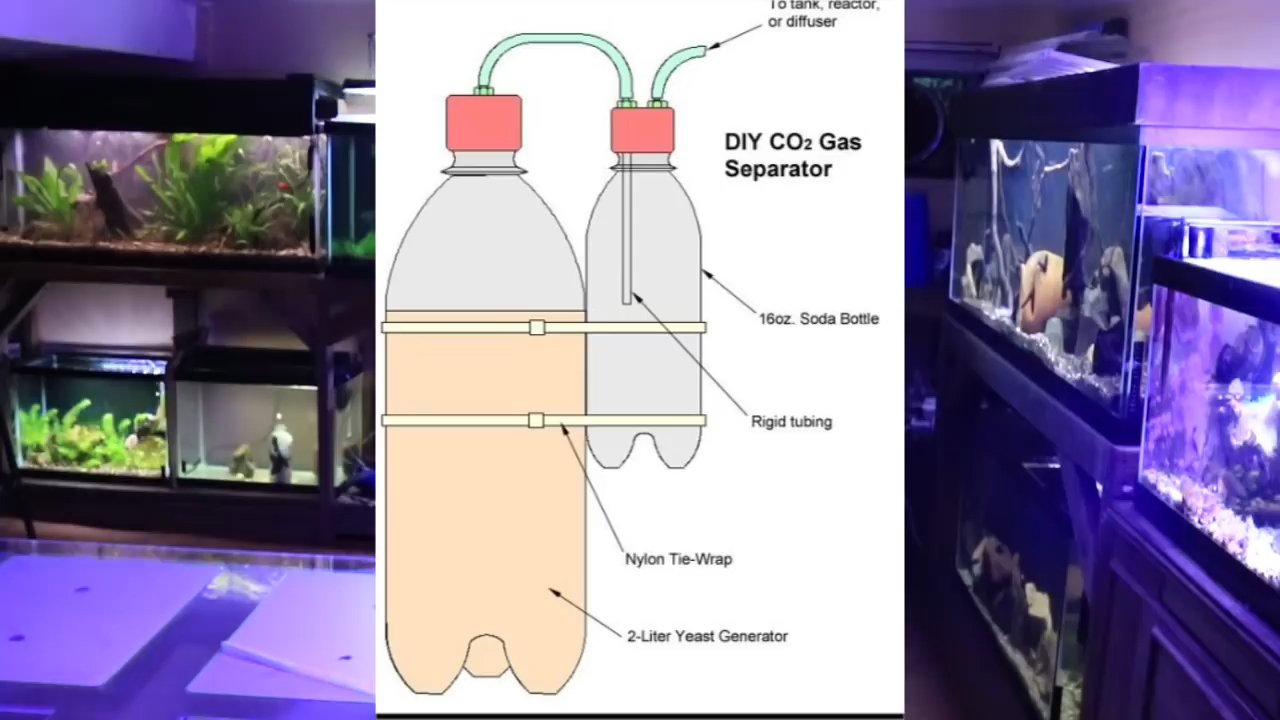 To tank, reactor,
or diffuser
DIY CO₂ Gas
Separator
16oz. Soda Bottle
Rigid tubing
Nylon Tie-Wrap
2-Liter Yeast Generator